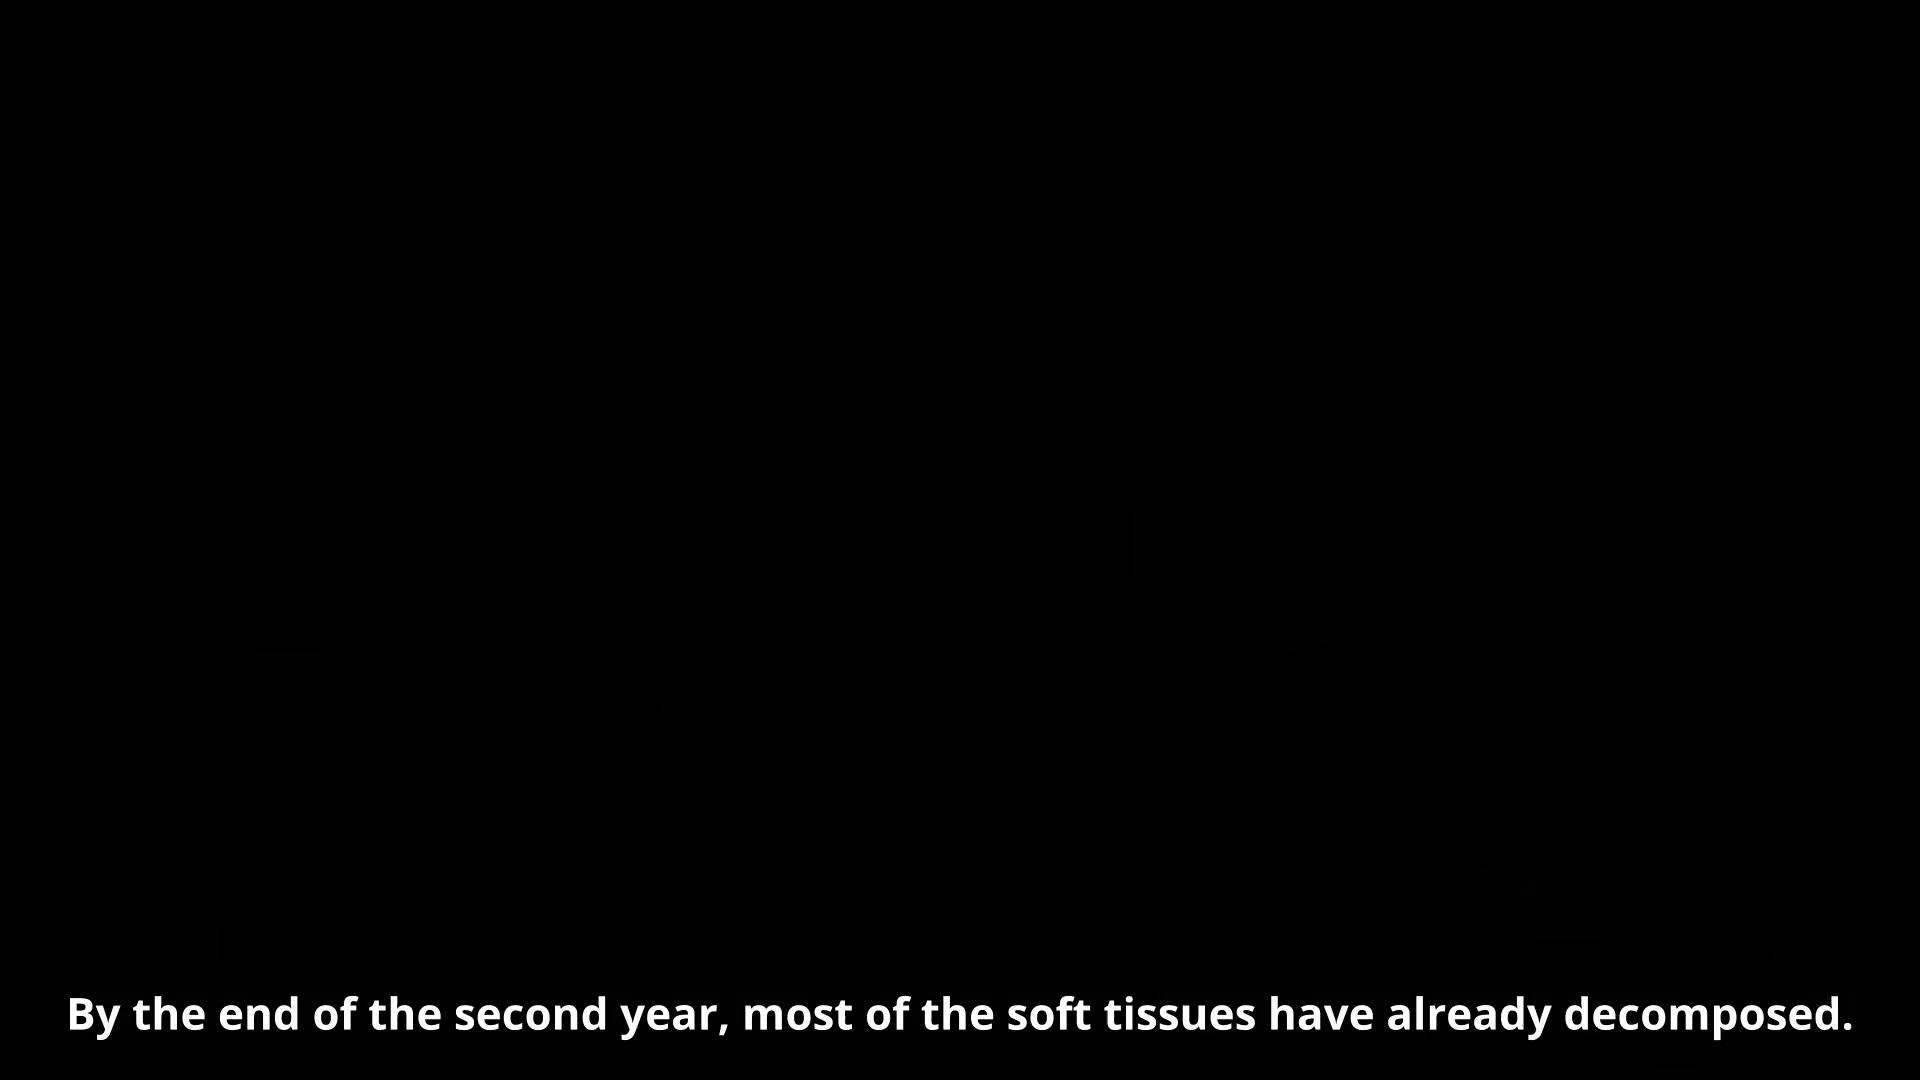 By the end of the second year, most of the soft tissues have already decomposed.